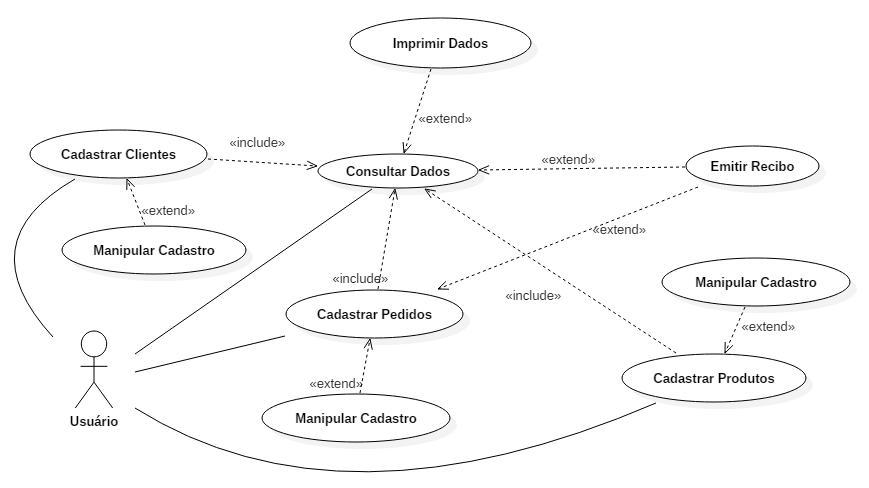 Imprimir Dados
«extend»
«include»
Cadastrar Clientes
Consultar Dados
«extend»
Emitir Recibo
«extend»
«extend»
Manipular Cadastro
«include»
Manipular Cadastro
«include»
Cadastrar Pedidos
«extend»
Cadastrar Produtos
«extend»
Manipular Cadastro
Usuário